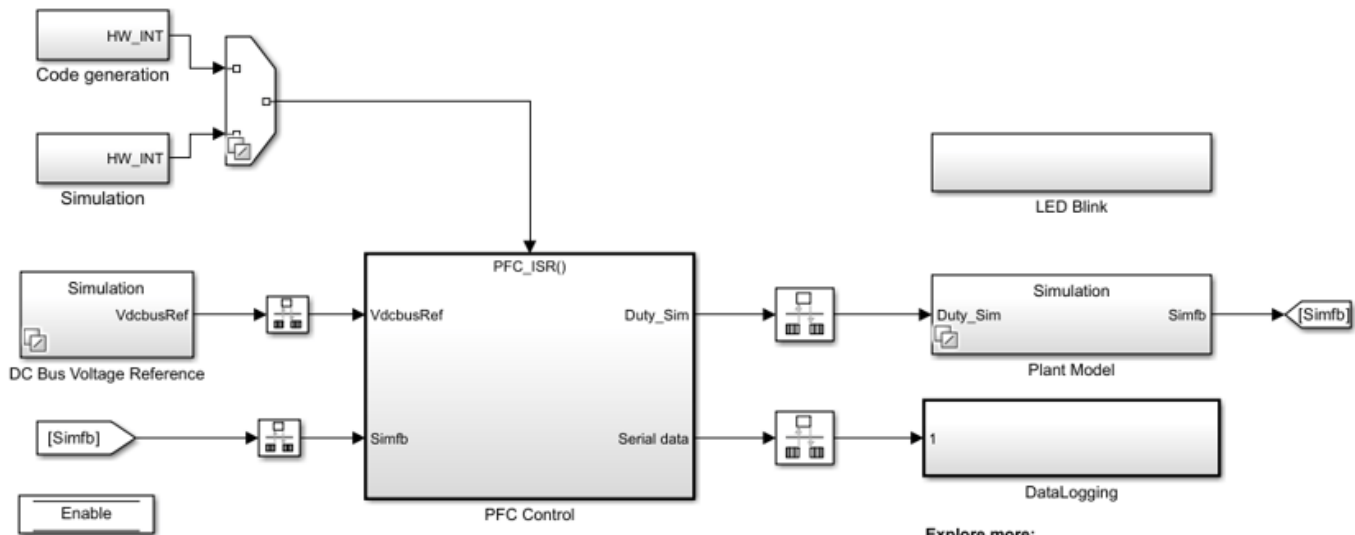 HW_INT
Code generation
HW_INT
Simulation
LED Blink
PFC_ISR()
Simulation
VdcbusRef
DC Bus Voltage Reference
VdcbusRef
Duty_Sim
Simulation
Duty_Sim
Simfb
Plant Model
[Simfb]
[Simfb]
Simfb
Serial data
1
DataLogging
PFC Control
Enable
Explore more: